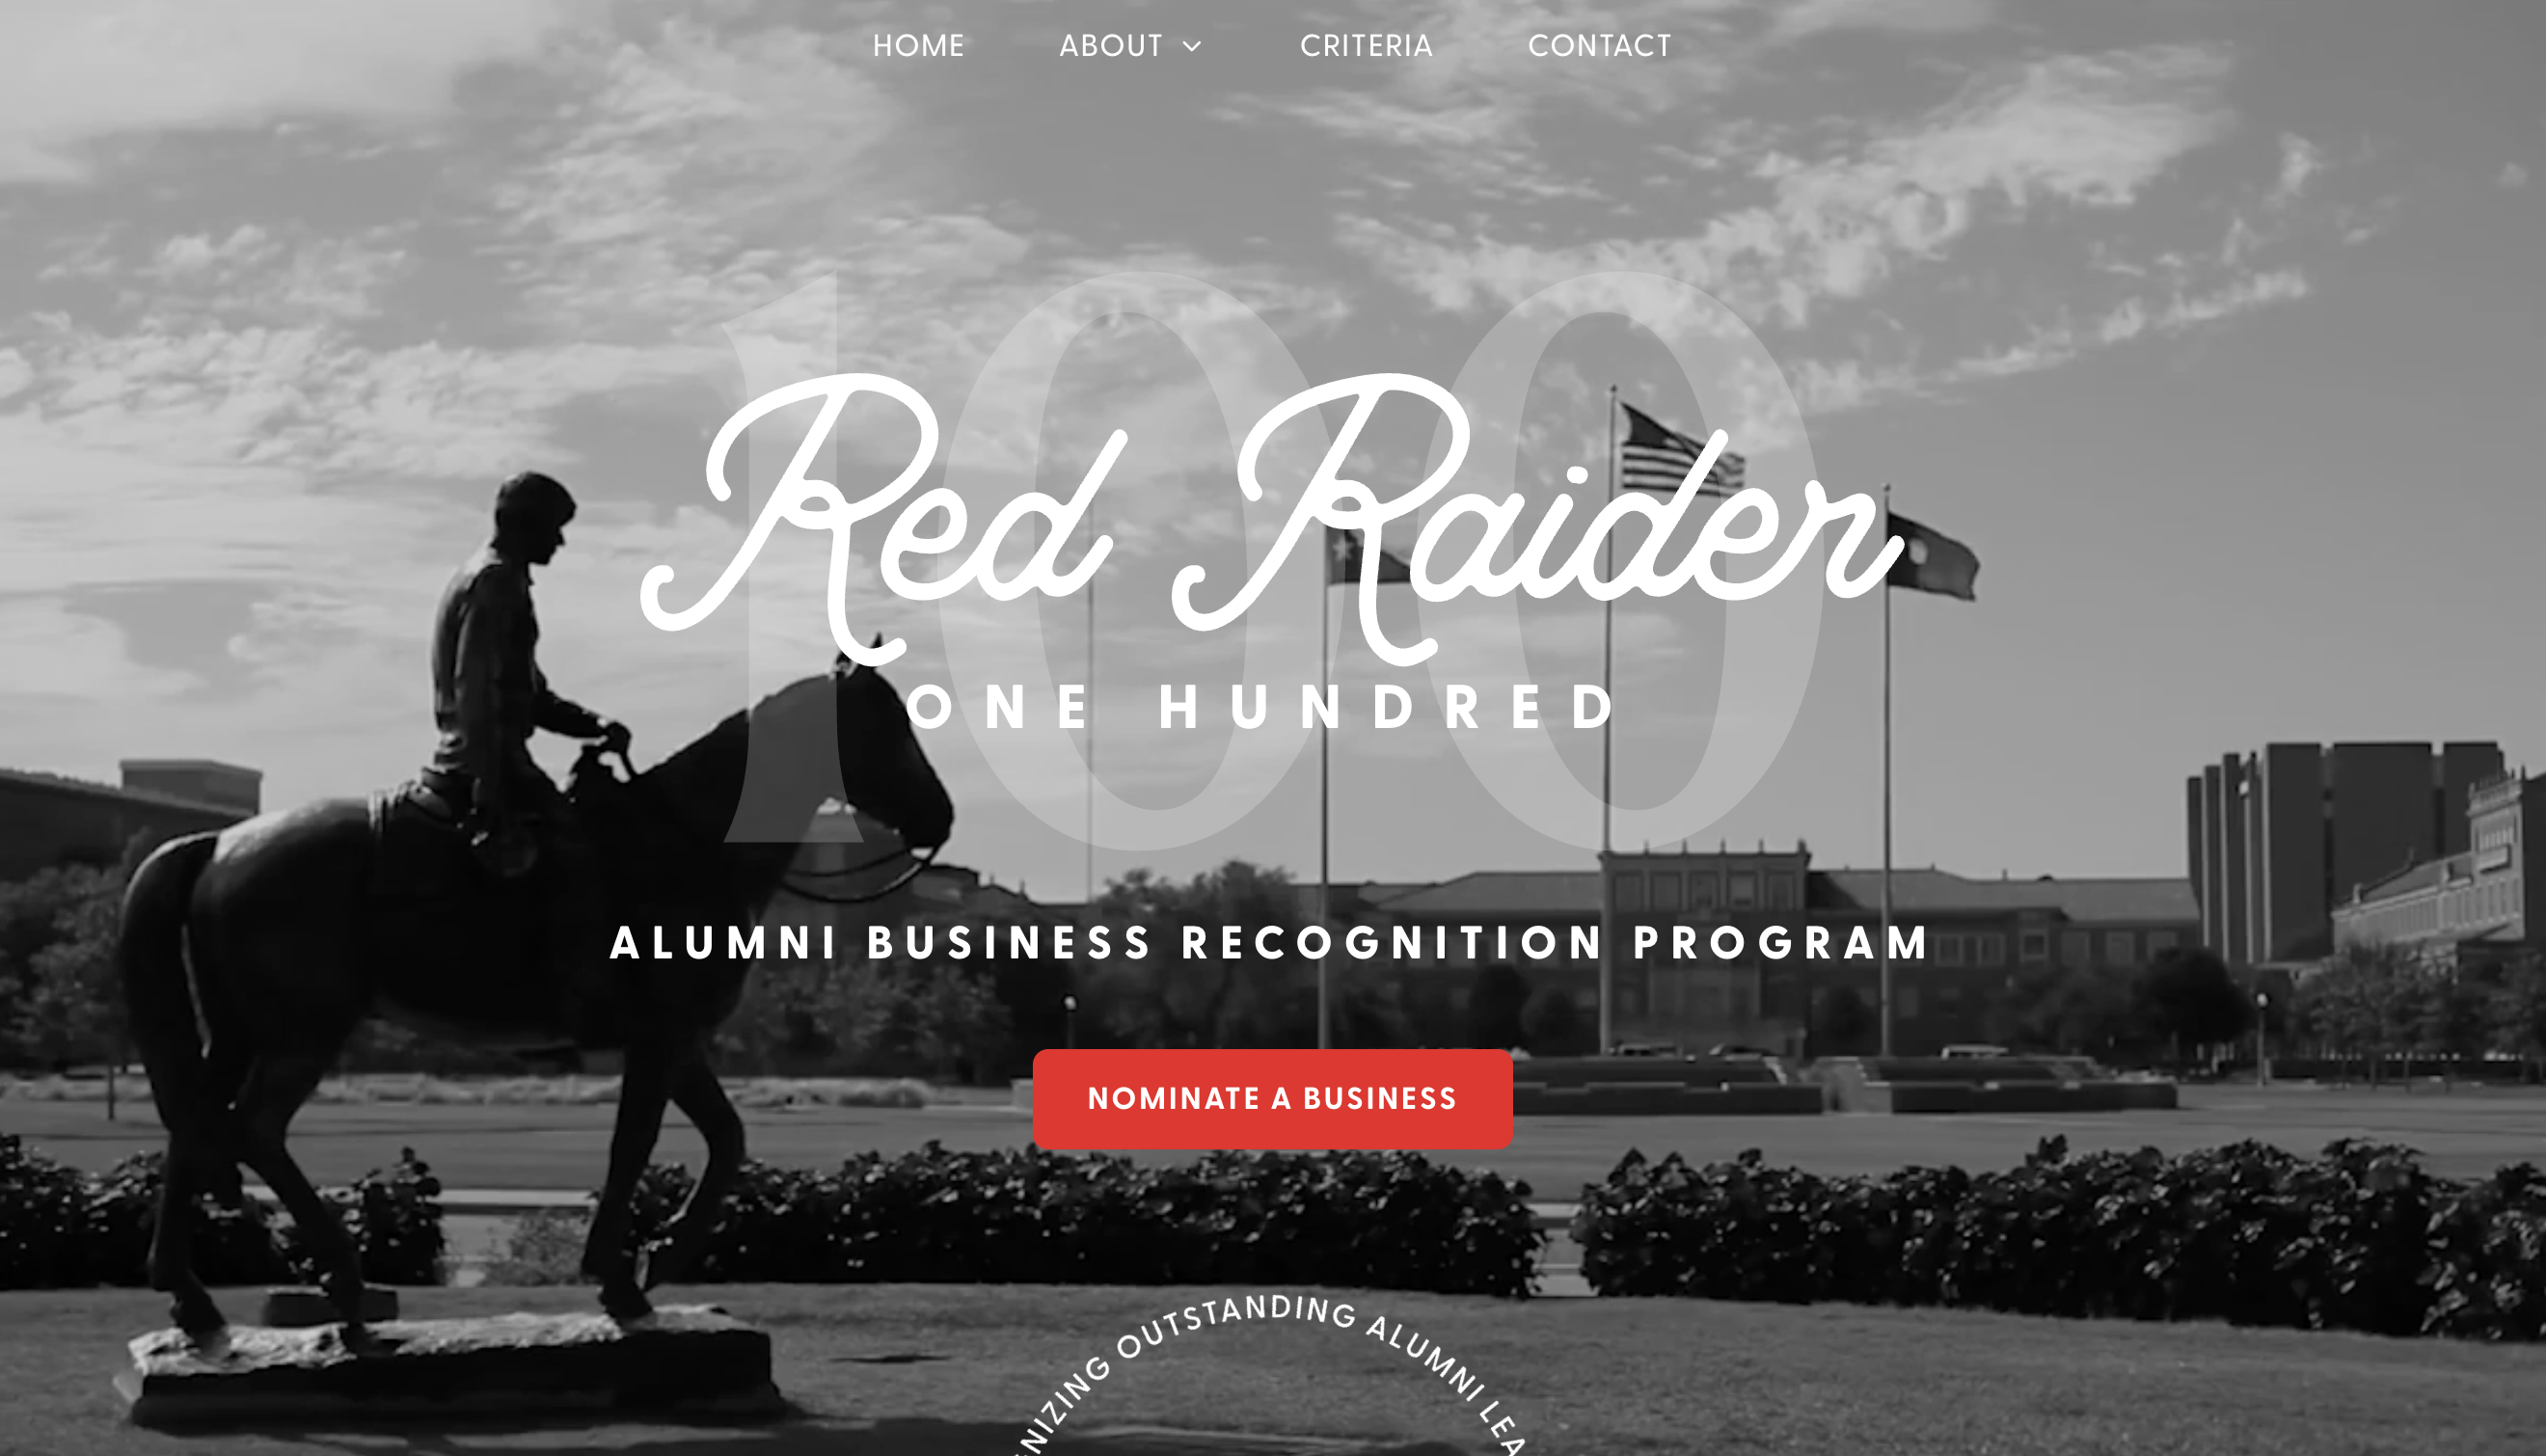 HOME ABOUT CRITERIA CONTACT
100
Red Raider
ONE HUNDRED
ALUMNI BUSINESS RECOGNITION PROGRAM
NOMINATE A BUSINESS
OUTSTANDING ALUMNI